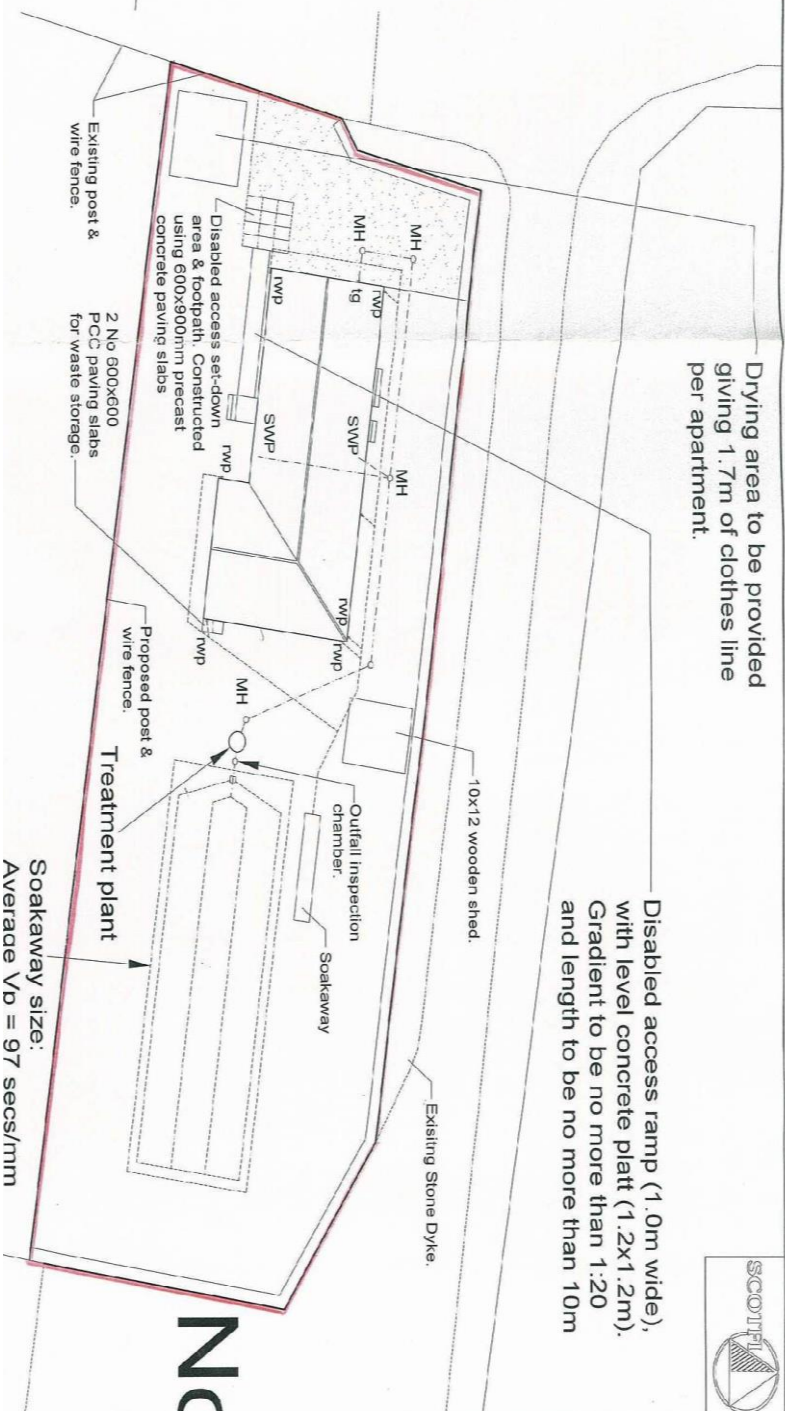 Drying area to be provided
giving 1.7m of clothes line
per apartment.
Disabled access ramp (1.0m wide),
with level concrete platt (1.2x1.2m).
Gradient to be no more than 1:20
and length to be no more than 10m
SCOTFL
MH
MH
tg
rwp
rwp
SWP
MH
SWP
rwp
rwp
rwp
rwp
MH
Existing post &
wire fence.
Disabled access set-down
area & footpath. Constructed
using 600x900mm precast
concrete paving slabs
2 No 600x600
PCC paving slabs
for waste storage.
Proposed post &
wire fence.
10x12 wooden shed.
Outfall inspection
chamber.
Soakaway
Exisitng Stone Dyke.
Treatment plant
Soakaway size:
Average Vp = 97 secs/mm